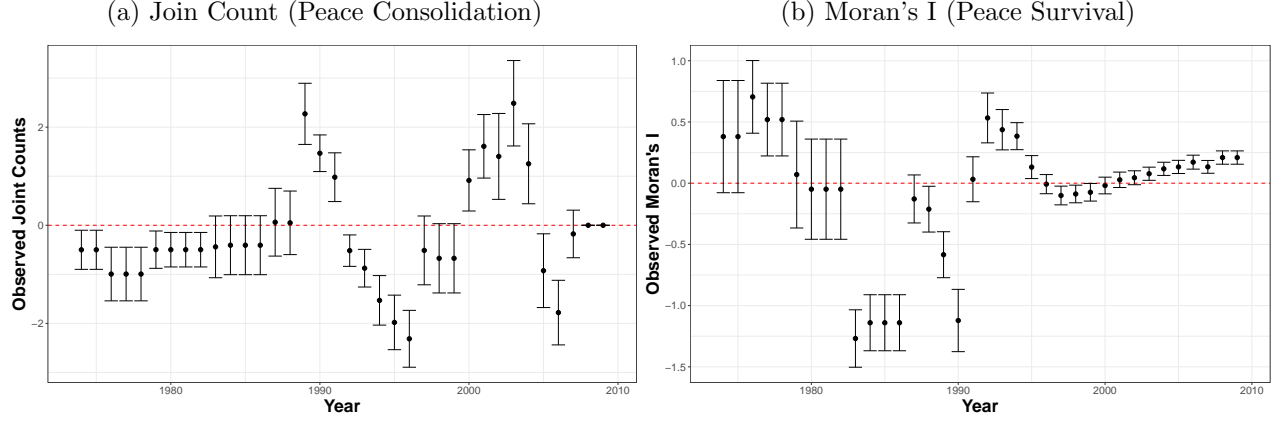 (a) Join Count (Peace Consolidation)
Observed Joint Counts
2
0
−2
1980
1990
2000
2010
Year
(b) Moran's I (Peace Survival)
Observed Moran's I
1.0
0.5
0.0
−0.5
−1.0
−1.5
1980
1990
2000
2010
Year